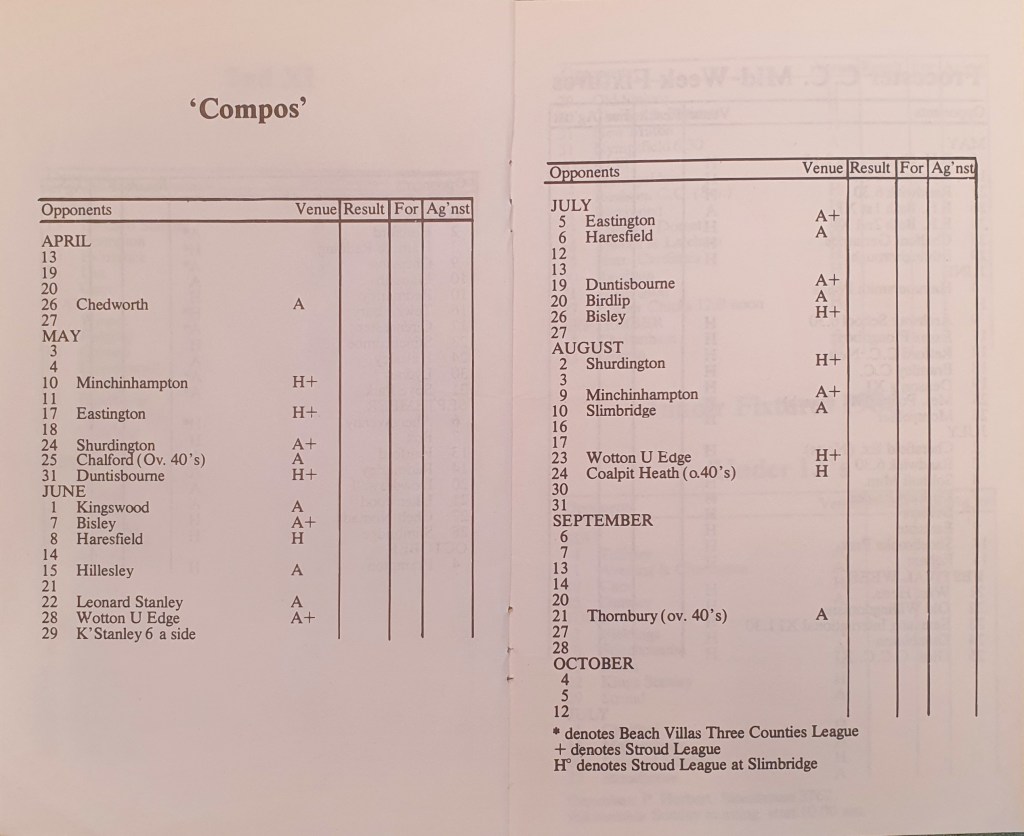 ‘Compos’
Opponents Venue Result For Ag'nst
APRIL
13
19
20
26 Chedworth A
27
MAY
3
4
10 Minchinhampton H+
11
17 Eastington H+
18
24 Shurdington A+
25 Chalford (Ov. 40's) A
31 Duntisbourne H+
JUNE
1 Kingswood A
7 Bisley A+
8 Haresfield H
14
15 Hillesley A
21
22 Leonard Stanley A
28 Wotton U Edge A+
29 K'Stanley 6 a side
Opponents Venue Result For Ag'nst
JULY
5 Eastington A+
6 Haresfield A
12
13
19 Duntisbourne A+
20 Birdlip A
26 Bisley H+
27
AUGUST
2 Shurdington H+
3
9 Minchinhampton A+
10 Slimbridge A
16
17
23 Wotton U Edge H+
24 Coalpit Heath (o.40's) H
30
31
SEPTEMBER
6
7
13
14
20
21 Thornbury (ov. 40's) A
27
28
OCTOBER
4
5
12
* denotes Beach Villas Three Counties League
+ denotes Stroud League
H° denotes Stroud League at Slimbridge